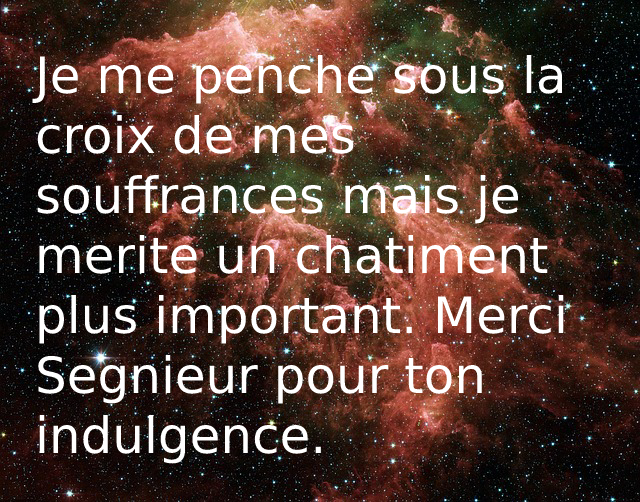 Je me penche sous la
croix de mes
souffrances mais je
merite un chatiment
plus important. Merci
Segnieur pour ton
indulgence.